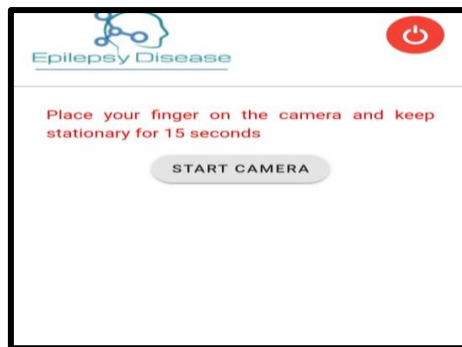 Epilepsy Disease
Place your finger on the camera and keep
stationary for 15 seconds
START CAMERA